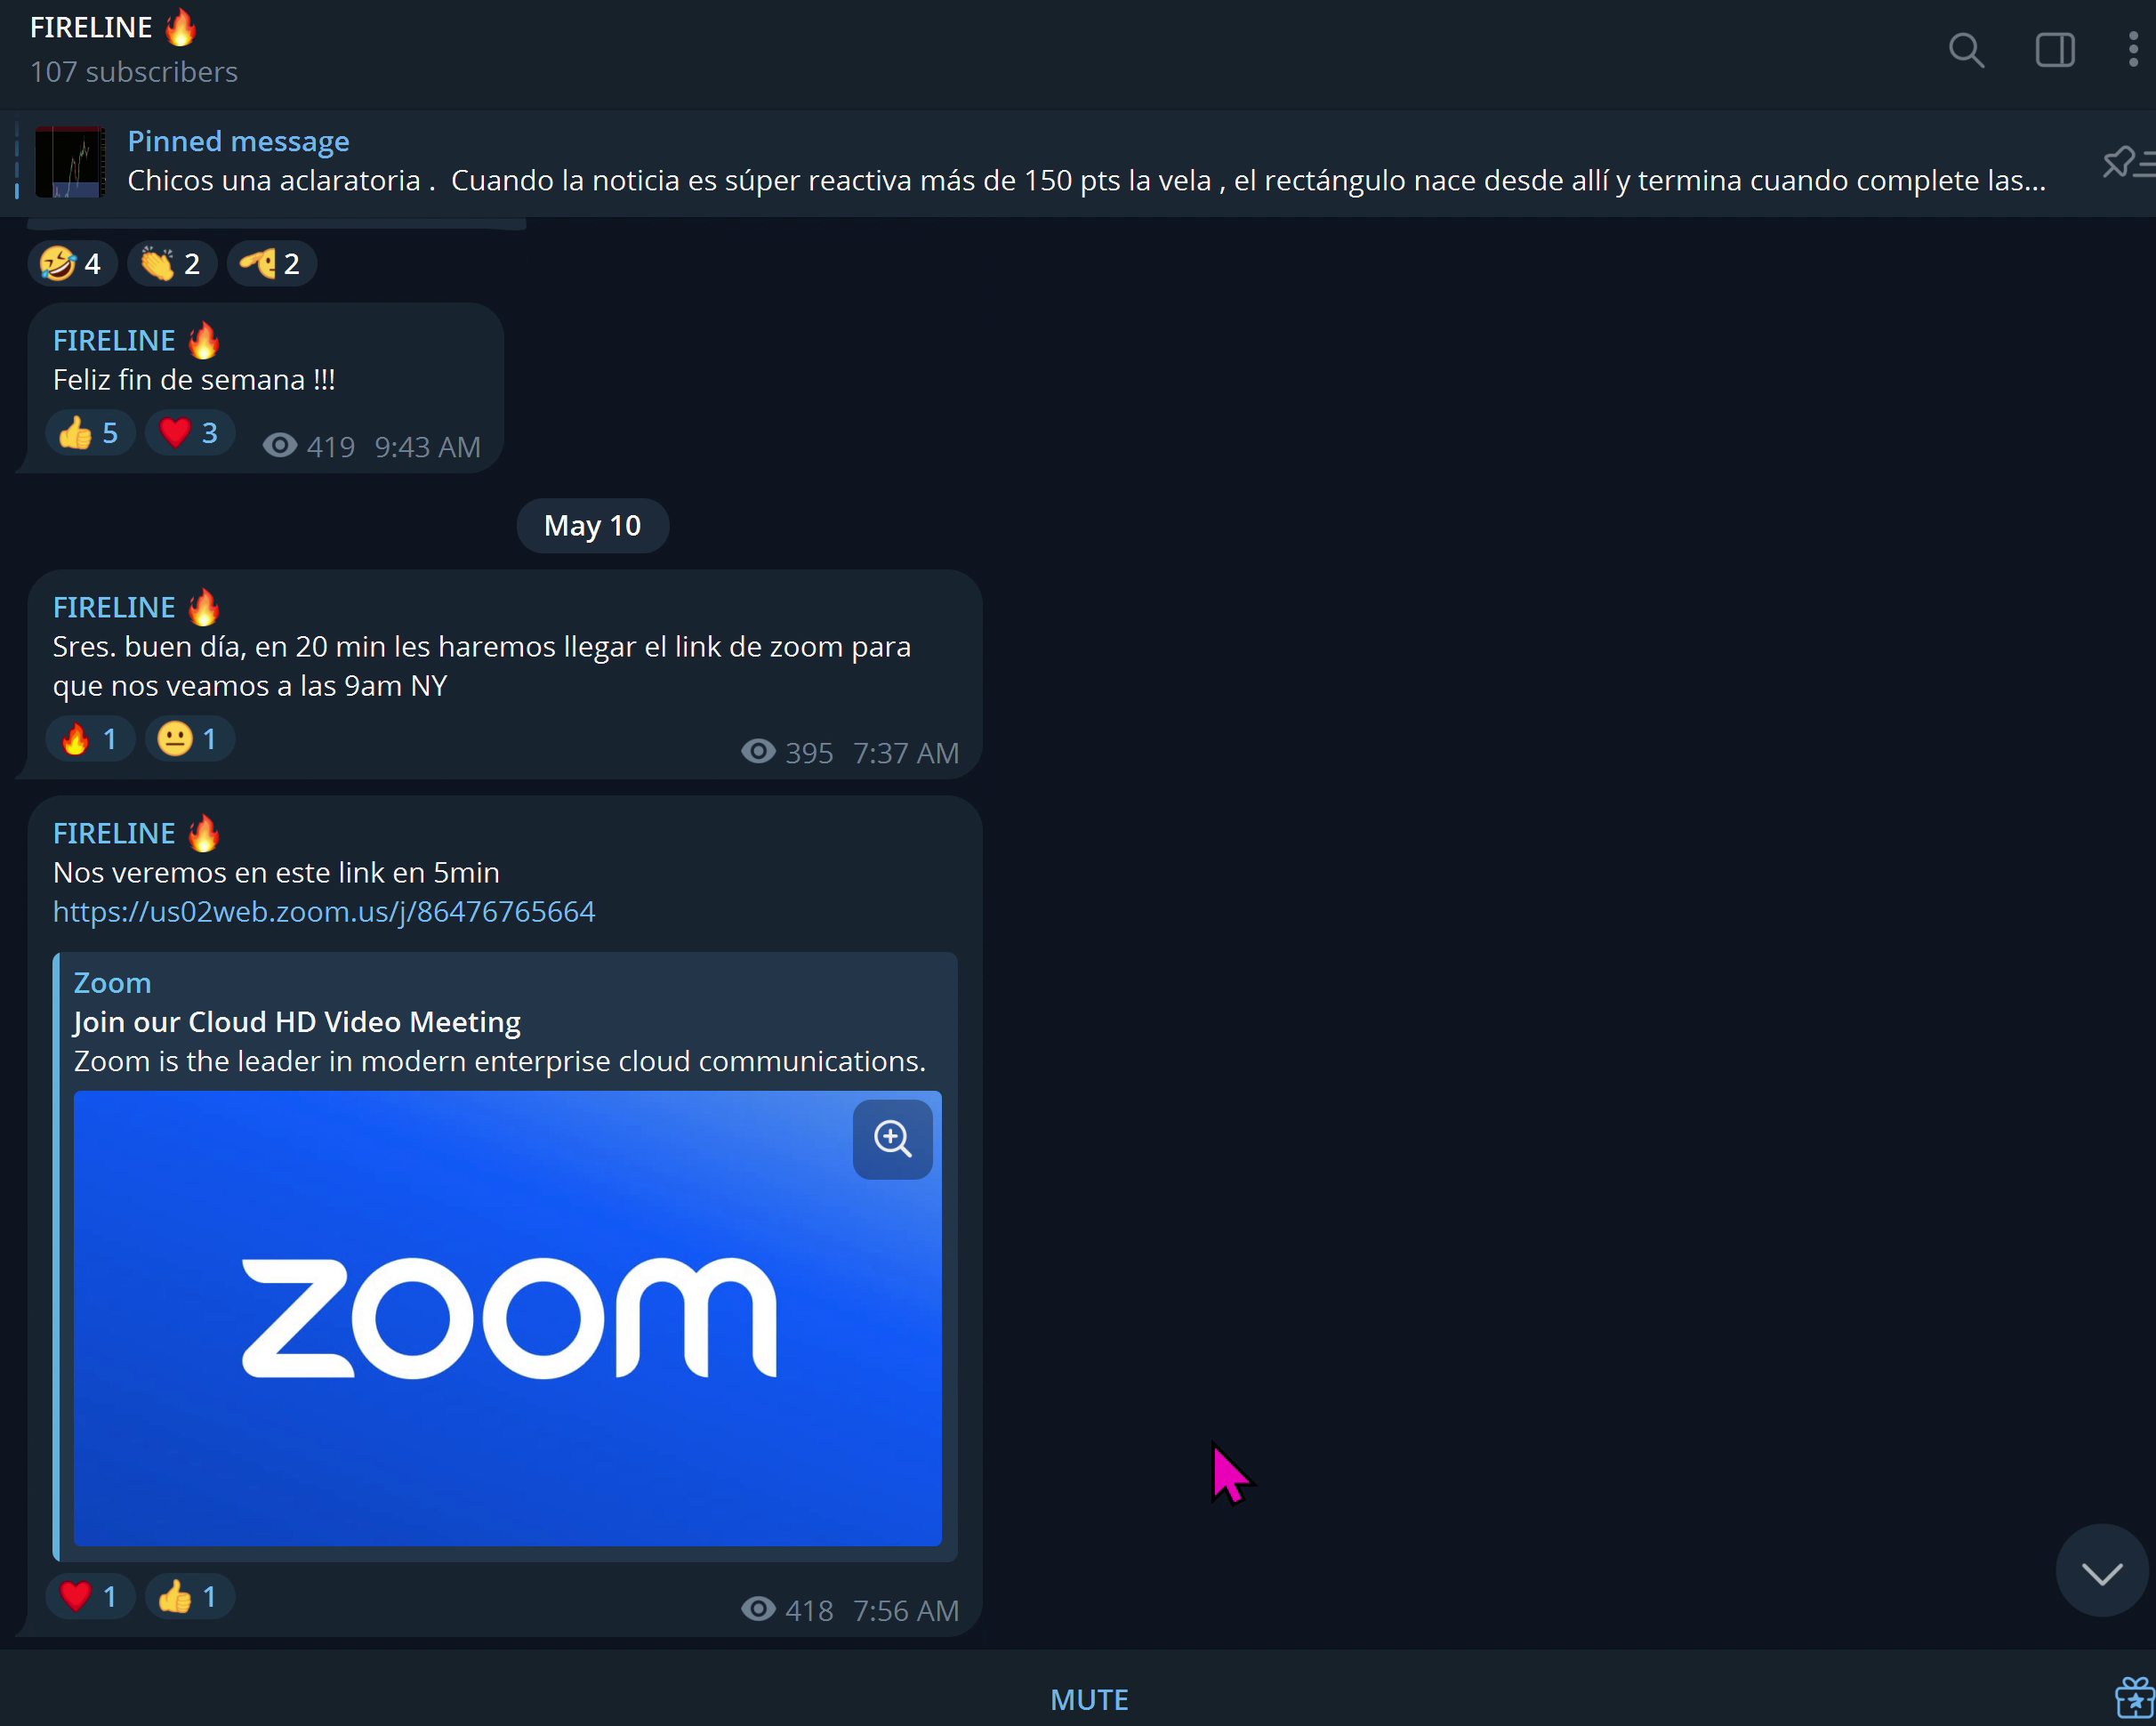 FIRELINE 🔥
107 subscribers
Pinned message
Chicos una aclaratoria .  Cuando la noticia es súper reactiva más de 150 pts la vela , el rectángulo nace desde allí y termina cuando complete las...
4 2 2
FIRELINE 🔥
Feliz fin de semana !!!
5 3 419 9:43 AM
May 10
FIRELINE 🔥
Sres. buen día, en 20 min les haremos llegar el link de zoom para
que nos veamos a las 9am NY
1 1 395 7:37 AM
FIRELINE 🔥
Nos veremos en este link en 5min
https://us02web.zoom.us/j/86476765664
Zoom
Join our Cloud HD Video Meeting
Zoom is the leader in modern enterprise cloud communications.
zoom
1 1 418 7:56 AM
MUTE